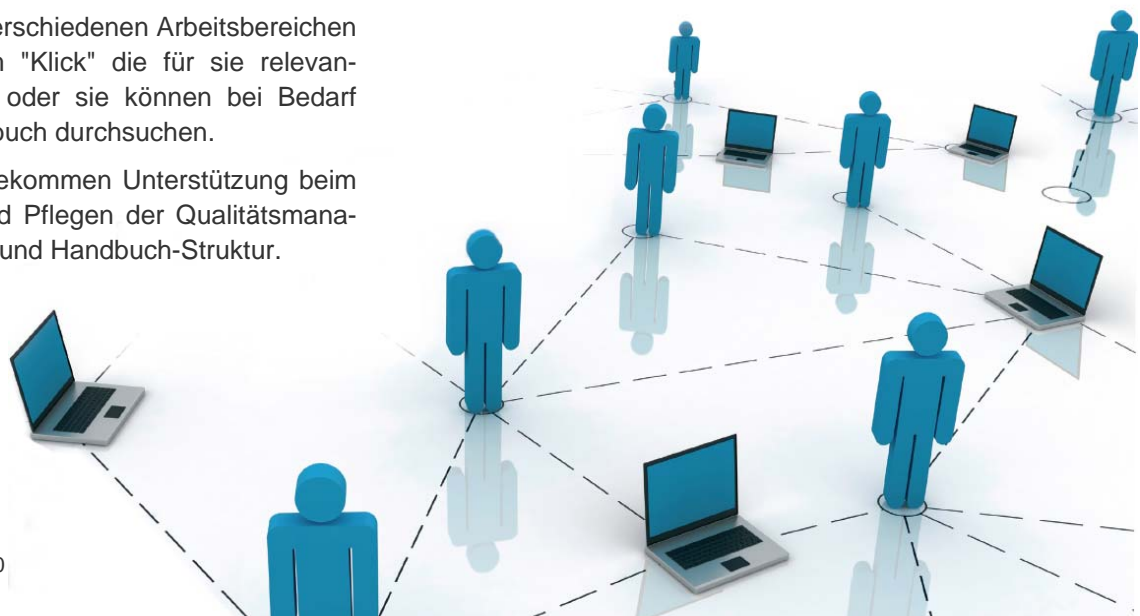 erschiedenen Arbeitsbereichen
"Klick" die für sie relevan-
oder sie können bei Bedarf
buch durchsuchen.
ekommen Unterstützung beim
d Pflegen der Qualitätsmana-
und Handbuch-Struktur.